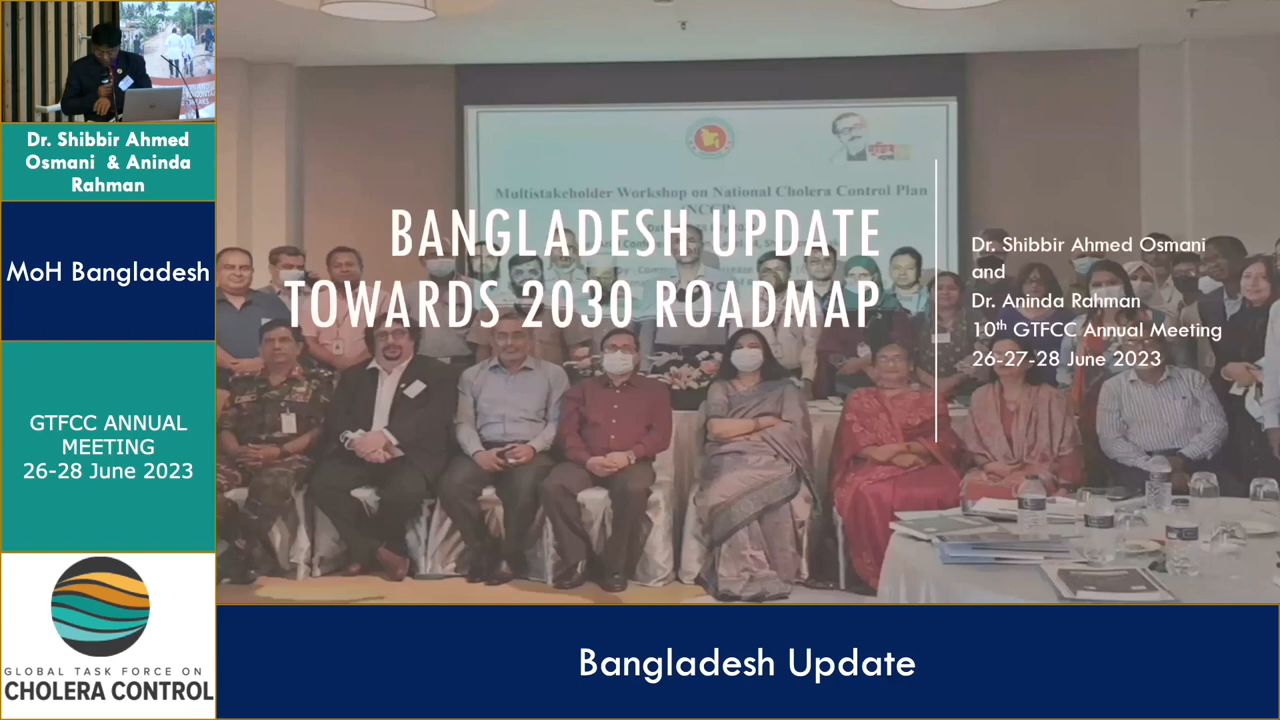 Dr. Shibbir Ahmed
Osmani & Aninda
Rahman
MoH Bangladesh
GTFCC ANNUAL
MEETING
26-28 June 2023
GLOBAL TASK FORCE ON
CHOLERA CONTROL
Multistakeholder Workshop on National Cholera Control Plan
BANGLADESH UPDATE
TOWARDS 2030 ROADMAP
Dr. Shibbir Ahmed Osmani
and
Dr. Aninda Rahman
10th GTFCC Annual Meeting
26-27-28 June 2023
Bangladesh Update